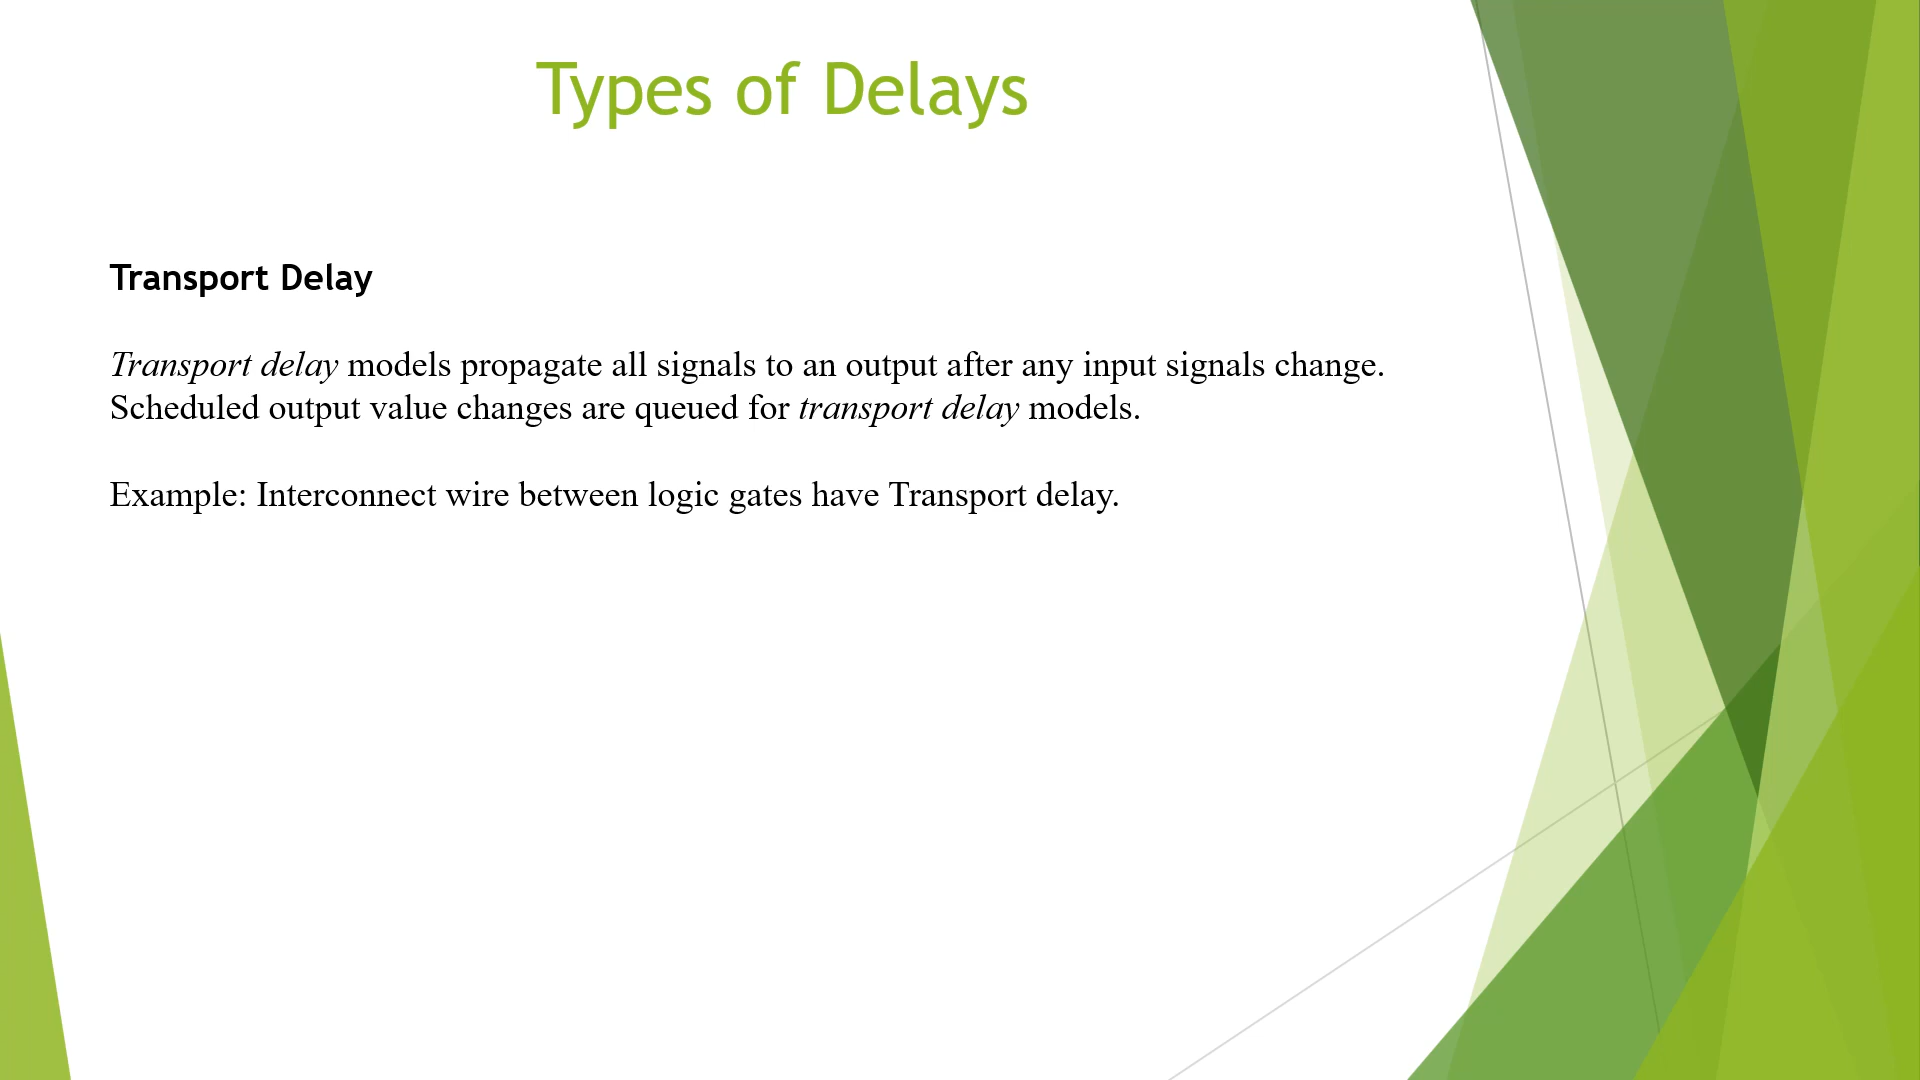 Types of Delays
Transport Delay
Transport delay models propagate all signals to an output after any input signals change.
Scheduled output value changes are queued for transport delay models.
Example: Interconnect wire between logic gates have Transport delay.